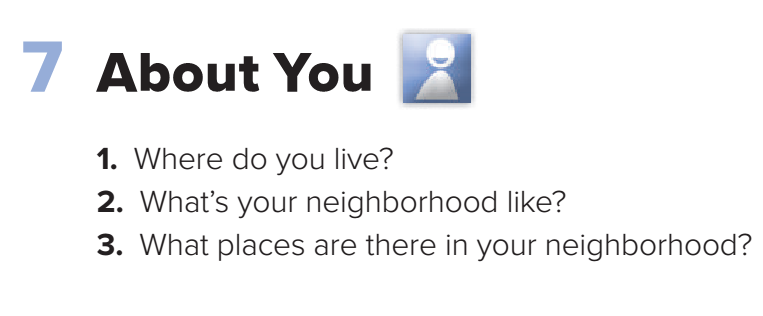 7 About You
1. Where do you live?
2. What's your neighborhood like?
3. What places are there in your neighborhood?